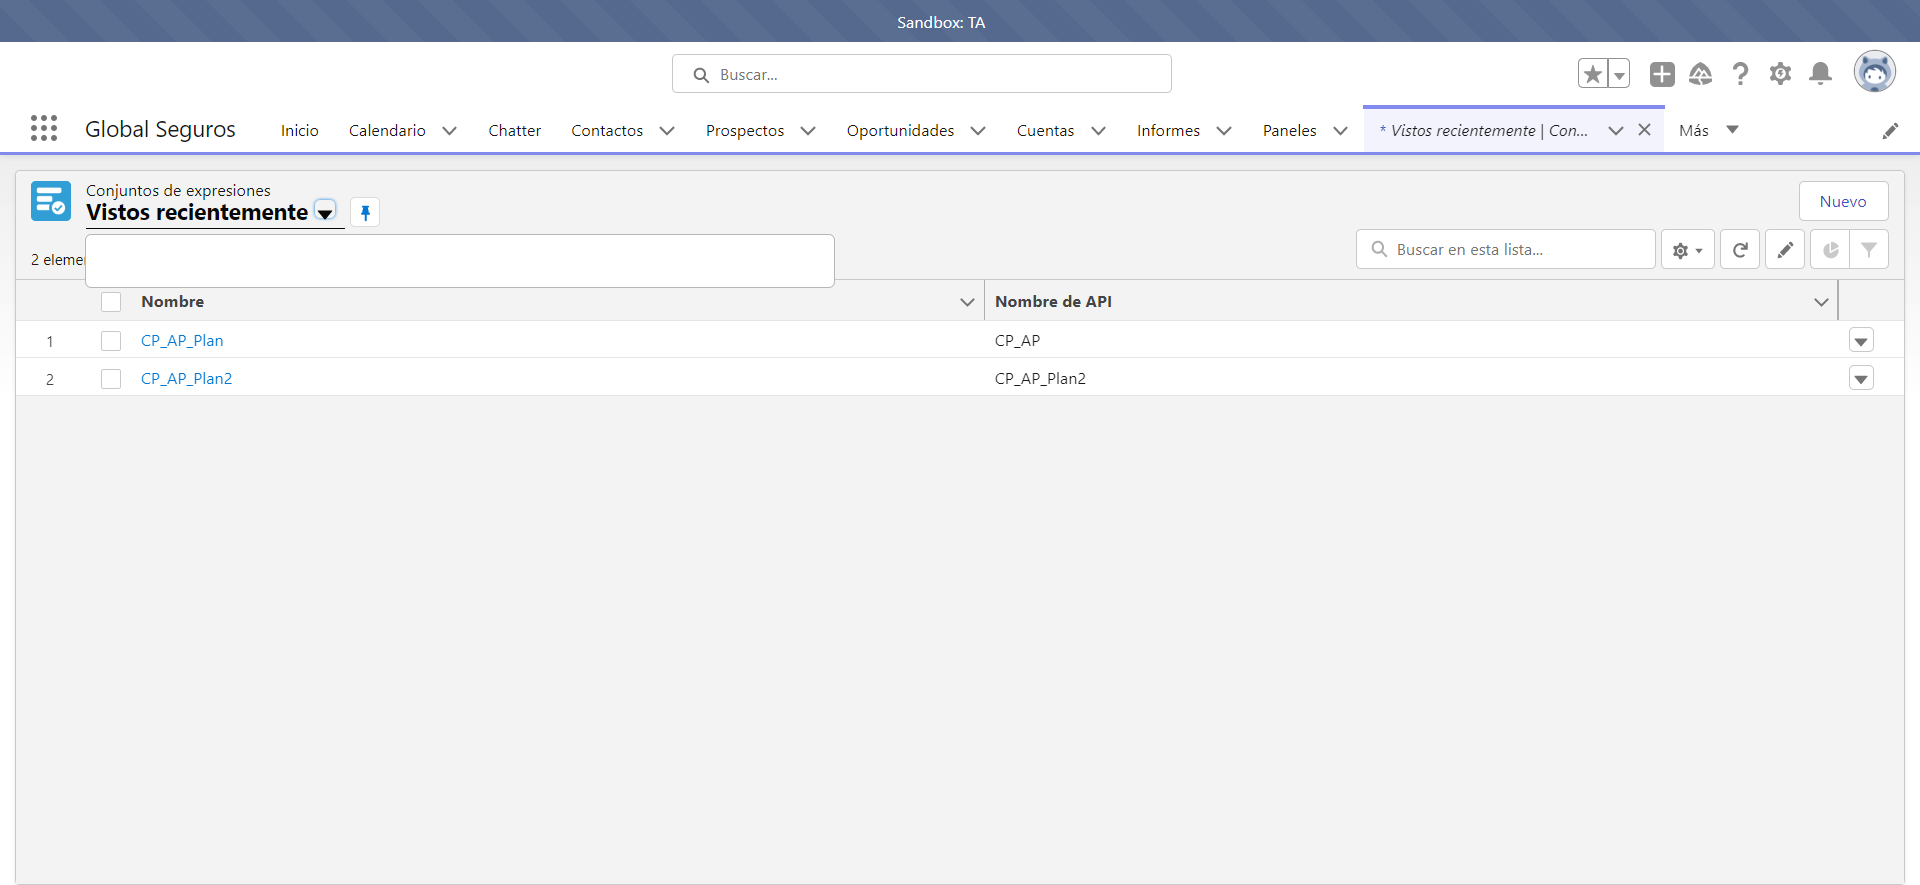 Sandbox: TA
Buscar...
Global Seguros Inicio Calendario Chatter Contactos Prospectos Oportunidades Cuentas Informes Paneles * Vistos recientemente | Con... Más
Conjuntos de expresiones
Vistos recientemente
Nuevo
2 eleme
Buscar en esta lista...
Nombre Nombre de API
1 CP_AP_Plan CP_AP
2 CP_AP_Plan2 CP_AP_Plan2